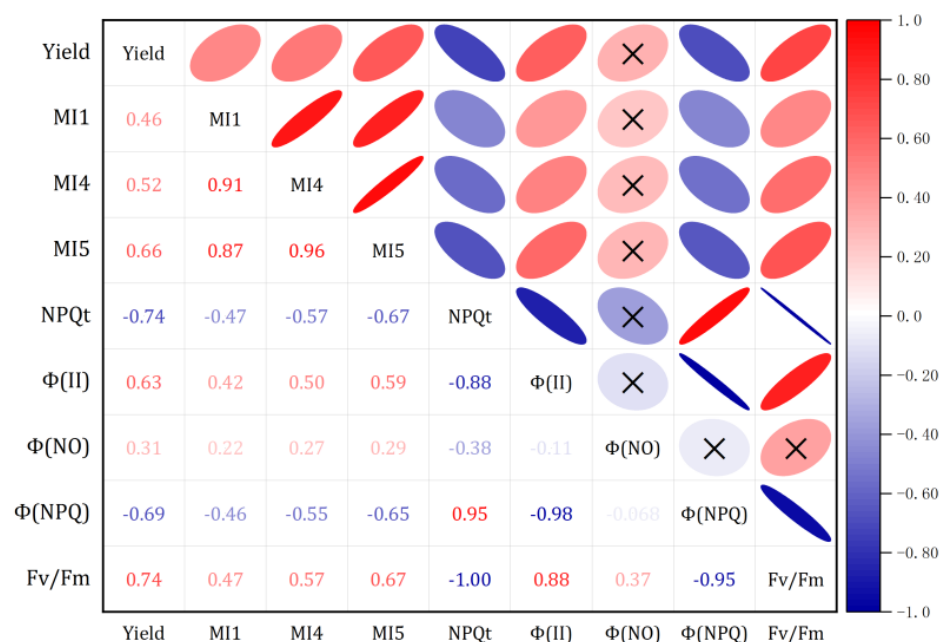 Yield Yield 1.0
0.80
MI1 0.46 MI1
0.60
MI4 0.52 0.91 MI4
0.40
MI5 0.66 0.87 0.96 MI5
0.20
NPQt -0.74 -0.47 -0.57 -0.67 NPQt 0.0
Φ(II) 0.63 0.42 0.50 0.59 -0.88 Φ(II) -0.20
Φ(NO) 0.31 0.22 0.27 0.29 -0.38 -0.11 Φ(NO) -0.40
Φ(NPQ) -0.69 -0.46 -0.55 -0.65 0.95 -0.98 -0.068 Φ(NPQ) -0.60
-0.80
Fv/Fm 0.74 0.47 0.57 0.67 -1.00 0.88 0.37 -0.95 Fv/Fm
-1.0
Yield MI1 MI4 MI5 NPQt Φ(II) Φ(NO) Φ(NPQ) Fv/Fm